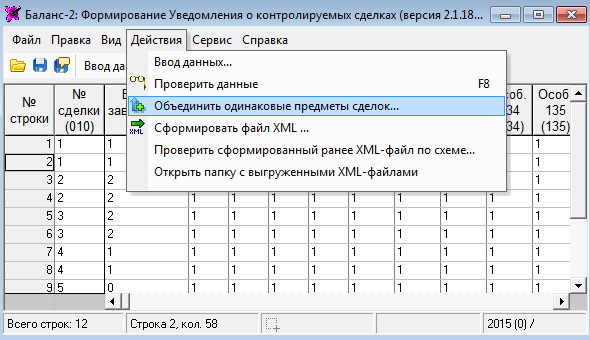 Баланс-2: Формирование Уведомления о контролируемых сделках (версия 2.1.18...
Файл Правка Вид Действия Сервис Справка
Ввод да
Ввод данных...
Проверить данные F8
Объединить одинаковые предметы сделок...
Сформировать файл XML ...
Проверить сформированный ранее XML-файл по схеме...
Открыть папку с выгруженными XML-файлами
№ № В соб. Особ.
строки сделки зав 34 135
(010) 34) (135)
1 1 1 1 1
2 1 1 1 1
3 2 2 1 1 1 1 1 1 1 1
4 2 2 1 1 1 1 1 1 1 1
5 3 2 1 1 1 1 1 1 1 1
6 3 2 1 1 1 1 1 1 1 1
7 4 1 1 1 1 1 1 1 1 1
8 4 1 1 1 1 1 1 1 1 1
9 5 0 1 1 1 1 1 1 1 1
Всего строк: 12 Строка 2, кол. 58 2015 (0) /